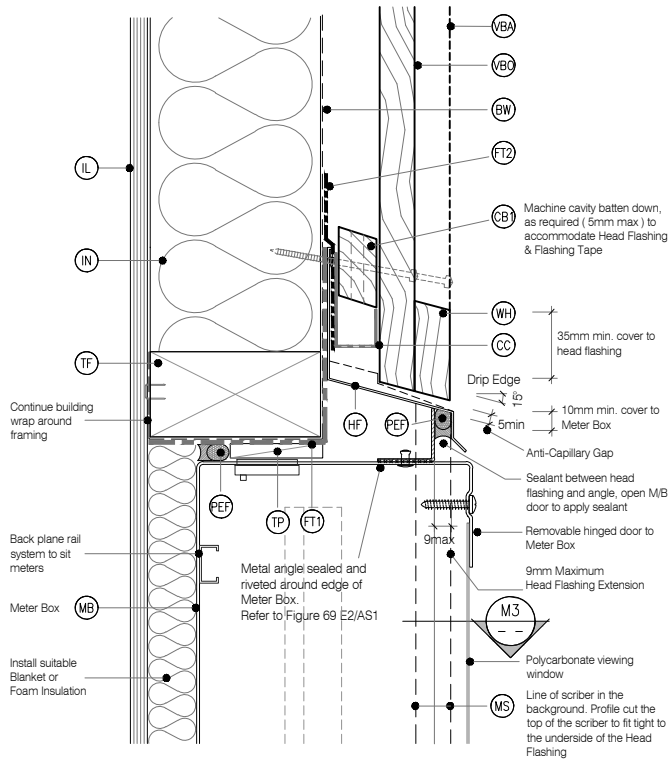 VBA
VBO
BW
FT2
IL
CB1
Machine cavity batten down,
as required ( 5mm max ) to
accommodate Head Flashing
& Flashing Tape
IN
WH
35mm min. cover to
head flashing
CC
TF
Drip Edge
15°
Continue building
wrap around
framing
HF
PEF
5min
10mm min. cover to
Meter Box
Anti-Capillary Gap
Sealant between head
flashing and angle, open M/B
door to apply sealant
PEF
TP
FT1
9max
Removable hinged door to
Meter Box
Back plane rail
system to sit
meters
Metal angle sealed and
riveted around edge of
Meter Box.
Refer to Figure 69 E2/AS1
9mm Maximum
Head Flashing Extension
Meter Box
MB
M3
-- --
Install suitable
Blanket or
Foam Insulation
Polycarbonate viewing
window
MS
Line of scriber in the
background. Profile cut the
top of the scriber to fit tight to
the underside of the Head
Flashing